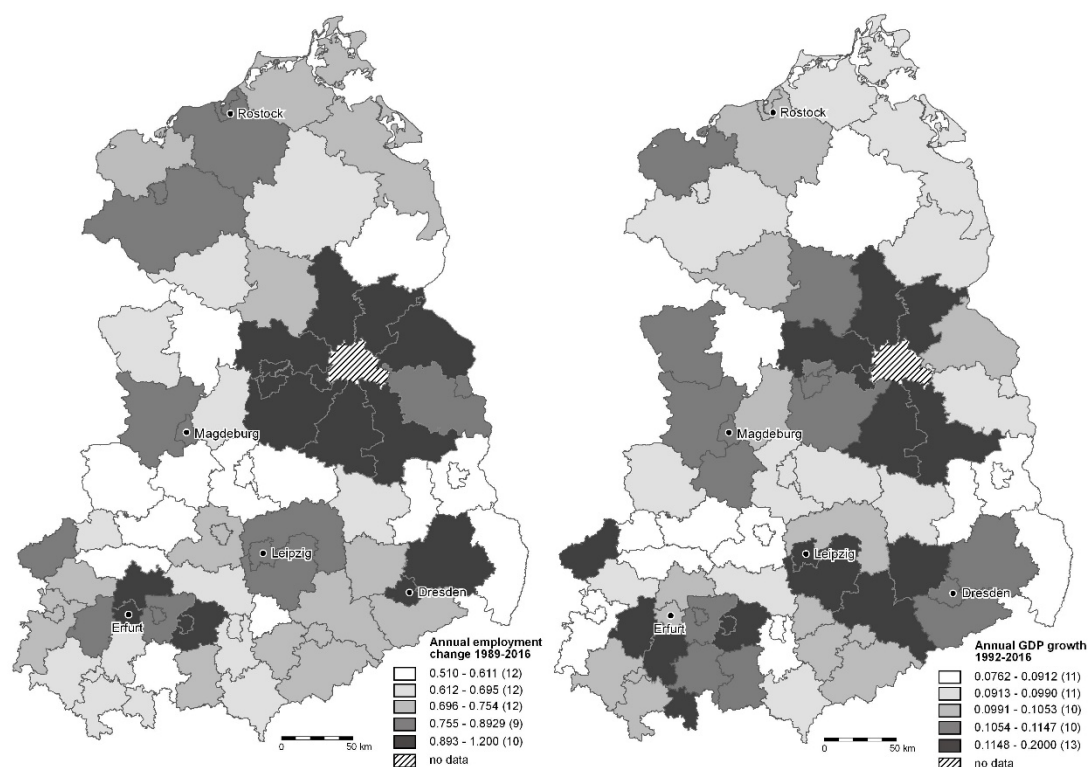 Rostock
Magdeburg
Leipzig
Dresden
Erfurt
Annual employment
change 1989-2016
0.510 - 0.611 (12)
0.612 - 0.695 (12)
0.696 - 0.754 (12)
0.755 - 0.8929 (9)
0.893 - 1.200 (10)
no data
0 50 km
Rostock
Magdeburg
Leipzig
Dresden
Erfurt
Annual GDP growth
1992-2016
0.0762 - 0.0912 (11)
0.0913 - 0.0990 (11)
0.0991 - 0.1053 (10)
0.1054 - 0.1147 (10)
0.1148 - 0.2000 (13)
no data
0 50 km